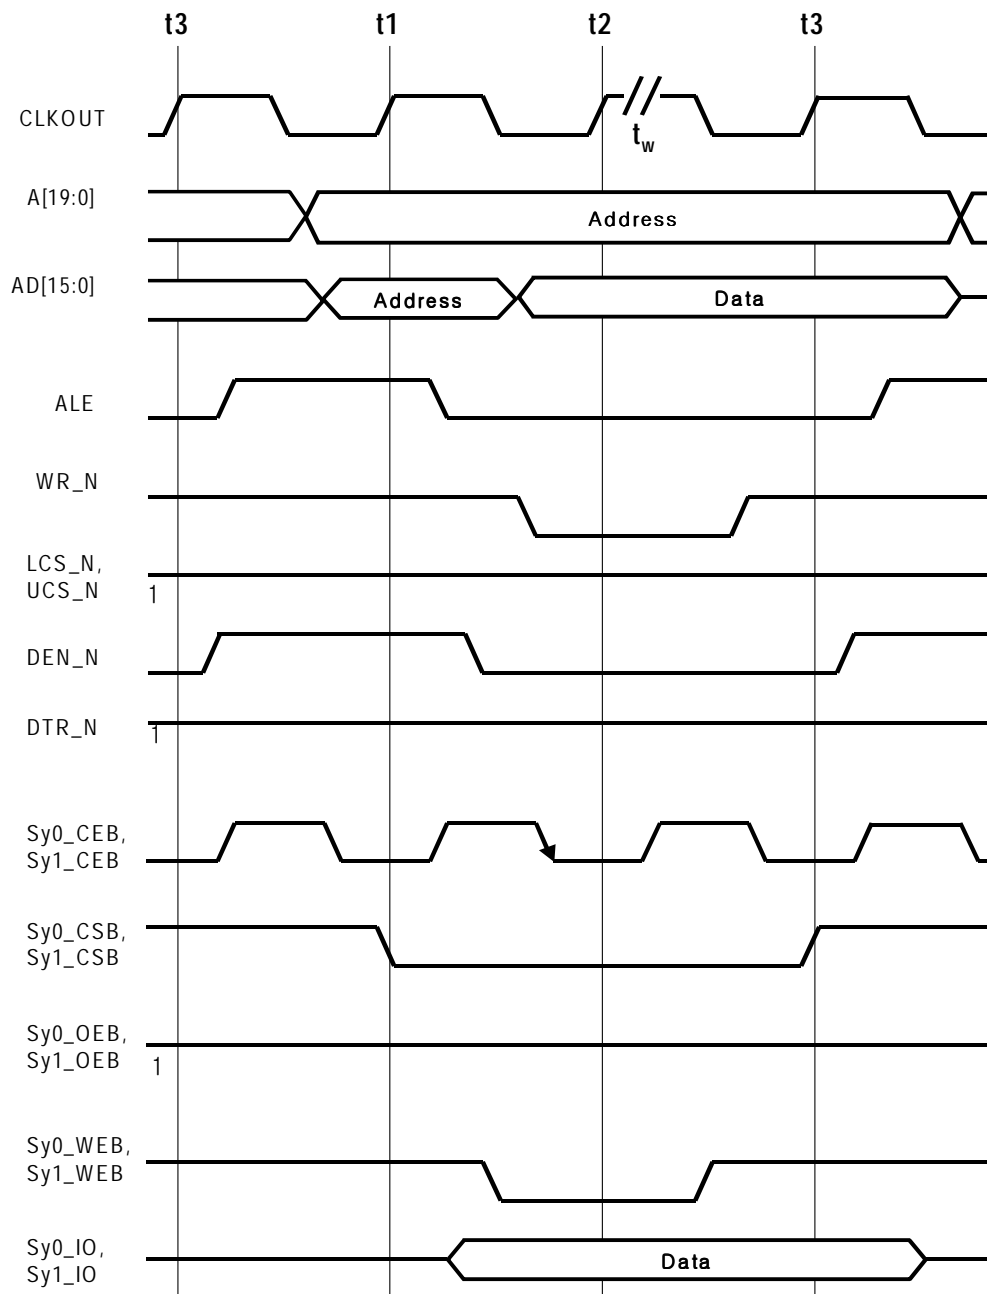 t3 t1 t2 t3
CLKOUT
tw
A[19:0]
Address
AD[15:0]
Address Data
ALE
WR_N
LCS_N,
UCS_N
1
DEN_N
DTR_N
1
Sy0_CEB,
Sy1_CEB
Sy0_CSB,
Sy1_CSB
Sy0_OEB,
Sy1_OEB
1
Sy0_WEB,
Sy1_WEB
Sy0_IO,
Sy1_IO
Data